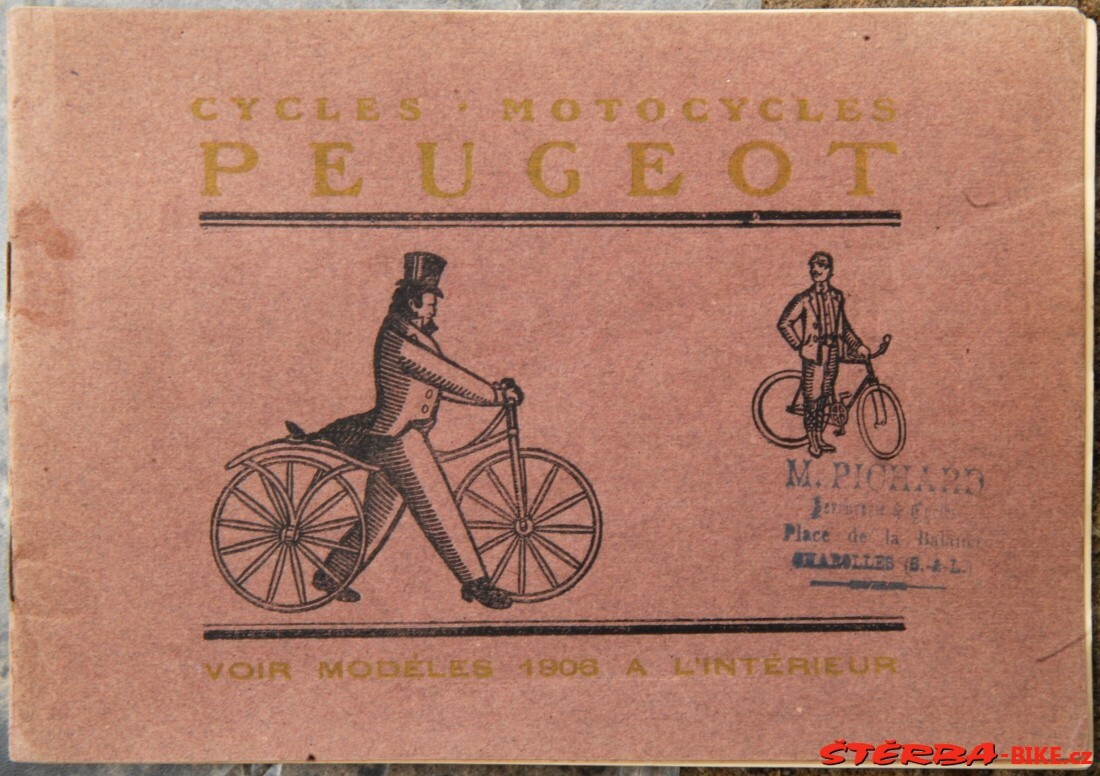 CYCLES · MOTOCYCLES
PEUGEOT
M. PICHARD
Place de la
CHAROLLES (S.-&-L.)
VOIR MODÈLES 1906 A L'INTÉRIEUR
ŠTĚRBA-BIKE.cz